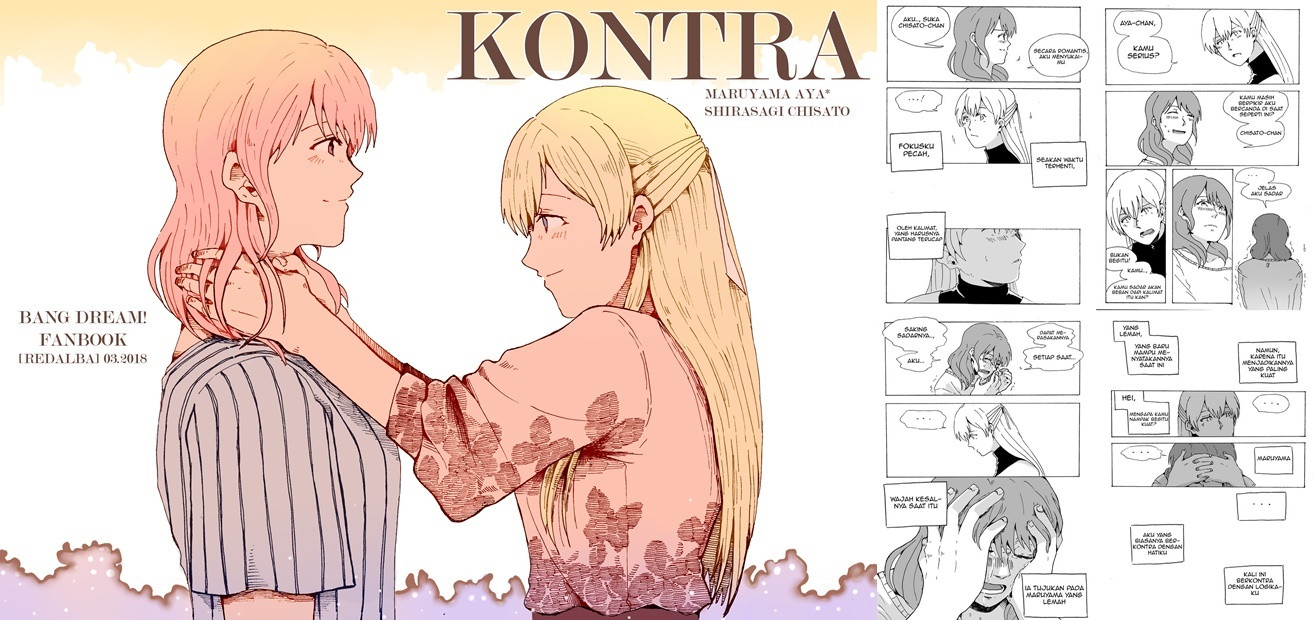 KONTRA
MARUYAMA AYA*
SHIRASAGI CHISATO
BANG DREAM!
FANBOOK
[REDALBA] 03.2018
AKU.., SUKA
CHISATO-CHAN
SECARA ROMANTIS,
AKU MENYUKAI-
MU
. . .
FOKUSKU
PECAH,
SEAKAN WAKTU
TERHENTI,
OLEH KALIMAT,
YANG HARUSNYA
PANTANG TERUCAP
AYA-CHAN,
KAMU
SERIUS?
KAMU MASIH
BERPIKIR AKU
BERCANDA DI SAAT
SEPERTI INI?
CHISATO-CHAN
BUKAN
BEGITU!
KAMU..,
KAMU SADAR AKAN
BEBAN DARI KALIMAT
ITU KAN?
. . .
JELAS
AKU SADAR
SAKING
SADARNYA..,
AKU...
DAPAT ME-
RASAKANNYA
SETIAP SAAT...
. . .
WAJAH KESAL-
NYA SAAT ITU
IA TUJUKAN PADA
MARUYAMA YANG
LEMAH
YANG
LEMAH,
YANG BARU
MAMPU ME-
NYATAKANNYA
SAAT INI
NAMUN,
KARENA ITU
MENJADIKANNYA
YANG PALING
KUAT
HEI,
MENGAPA KAMU
NAMPAK BEGITU
KUAT?
. . .
. . .
MARUYAMA
. . .
AKU YANG
BIASANYA BER-
KONTRA DENGAN
HATIKU
KALI INI
BERKONTRA
DENGAN LOGIKA-
KU